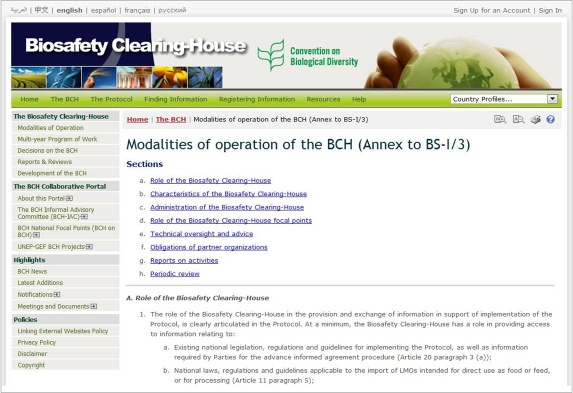 العربية | 中文 | english | español | français | русский
Sign Up for an Account | Sign In
Biosafety Clearing-House
Convention on
Biological Diversity
Home The BCH The Protocol Finding Information Registering Information Resources Help
Country Profiles...
The Biosafety Clearing-House
Modalities of Operation
Multi-year Program of Work
Decisions on the BCH
Reports & Reviews
Development of the BCH
The BCH Collaborative Portal
About this Portal
The BCH Informal Advisory
Committee (BCH-IAC)
BCH National Focal Points (BCH on
BCH)
UNEP-GEF BCH Projects
Highlights
BCH News
Latest Additions
Notifications
Meetings and Documents
Policies
Linking External Websites Policy
Privacy Policy
Disclaimer
Copyright
Home | The BCH | Modalities of operation of the BCH (Annex to BS-I/3)
Modalities of operation of the BCH (Annex to BS-I/3)
Sections
a. Role of the Biosafety Clearing-House
b. Characteristics of the Biosafety Clearing-House
c. Administration of the Biosafety Clearing-House
d. Role of the Biosafety Clearing-House focal points
e. Technical oversight and advice
f. Obligations of partner organizations
g. Reports on activities
h. Periodic review
A. Role of the Biosafety Clearing-House
1. The role of the Biosafety Clearing-House in the provision and exchange of information in support of implementation of the
Protocol, is clearly articulated in the Protocol. At a minimum, the Biosafety Clearing-House has a role in providing access
to information relating to:
a. Existing national legislation, regulations and guidelines for implementing the Protocol, as well as information
required by Parties for the advance informed agreement procedure (Article 20 paragraph 3 (a));
b. National laws, regulations and guidelines applicable to the import of LMOs intended for direct use as food or feed,
or for processing (Article 11 paragraph 5);